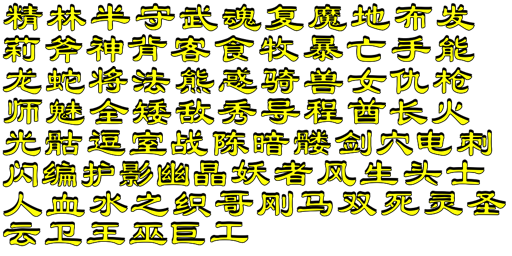 精林半守武魂复魔地布发
莉斧神背客食牧暴亡手能
龙蛇将法熊惑骑兽女仇枪
师魅全矮敌秀导程酋长火
光骷逗室战陈暗髅剑穴电刺
闪编护影幽晶妖者风生头士
人血水之织哥刚马双死灵圣
云卫王巫巨工